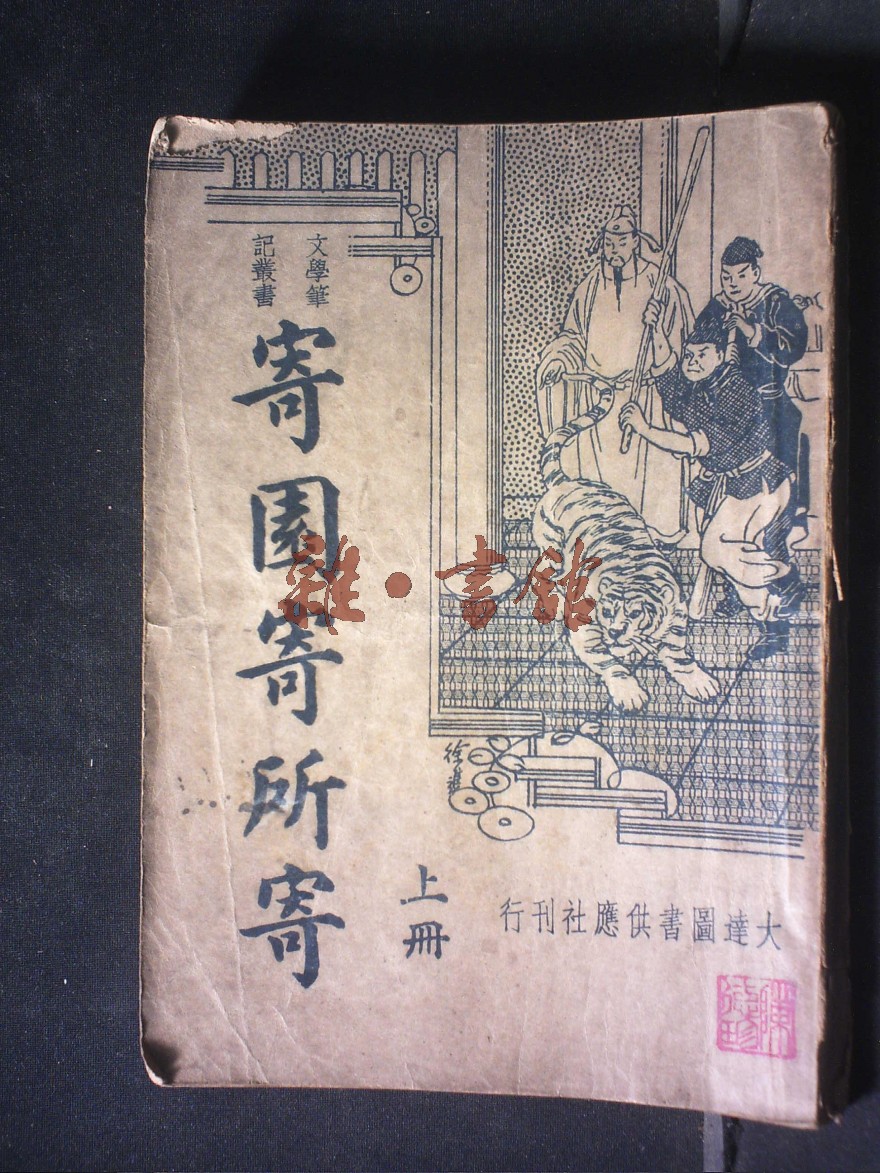 文學筆
記叢書
寄園寄所寄
上冊
大達圖書供應社刊行
雜·書館